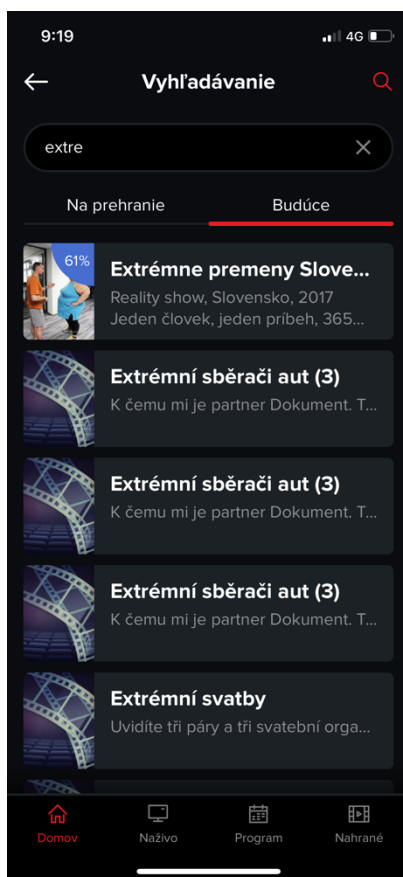 9:19
4G
Vyhľadávanie
extre
Na prehranie
Budúce
61%
Extrémne premeny Slove...
Reality show, Slovensko, 2017
Jeden človek, jeden príbeh, 365...
Extrémní sběrači aut (3)
K čemu mi je partner Dokument. T...
Extrémní sběrači aut (3)
K čemu mi je partner Dokument. T...
Extrémní sběrači aut (3)
K čemu mi je partner Dokument. T...
Extrémní svatby
Uvidíte tři páry a tři svatební orga...
Domov
Naživo
Program
Nahrané